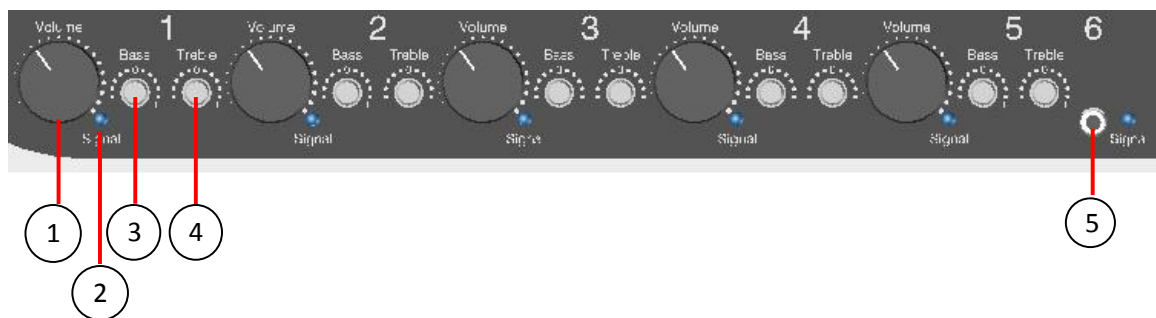 1 2 3 4 5 6
Volume Bass Treble Volume Bass Treble Volume Bass Treble Volume Bass Treble Volume Bass Treble
Signal Signal Signal Signal Signal Signal
1 3 4 5
2